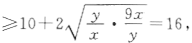 ≥10+2√(y/x · 9x/y)=16,